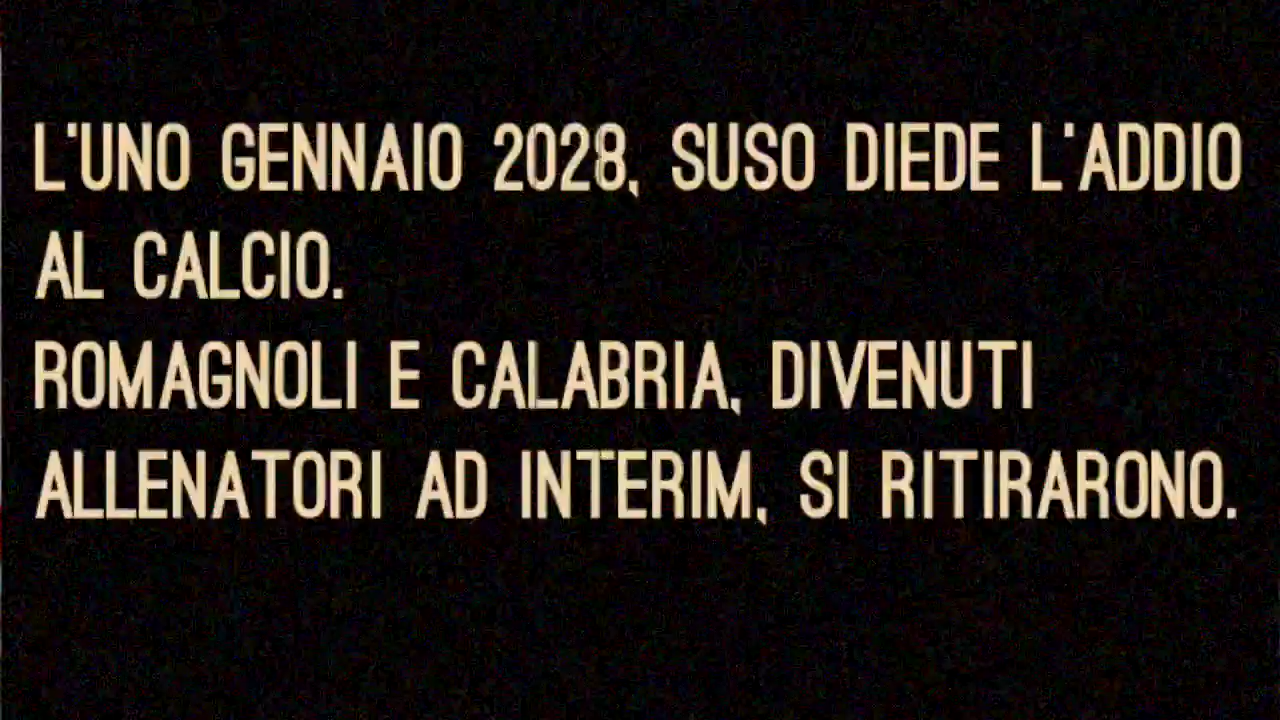 L'UNO GENNAIO 2028, SUSO DIEDE L'ADDIO
AL CALCIO.
ROMAGNOLI E CALABRIA, DIVENUTI
ALLENATORI AD INTERIM, SI RITIRARONO.